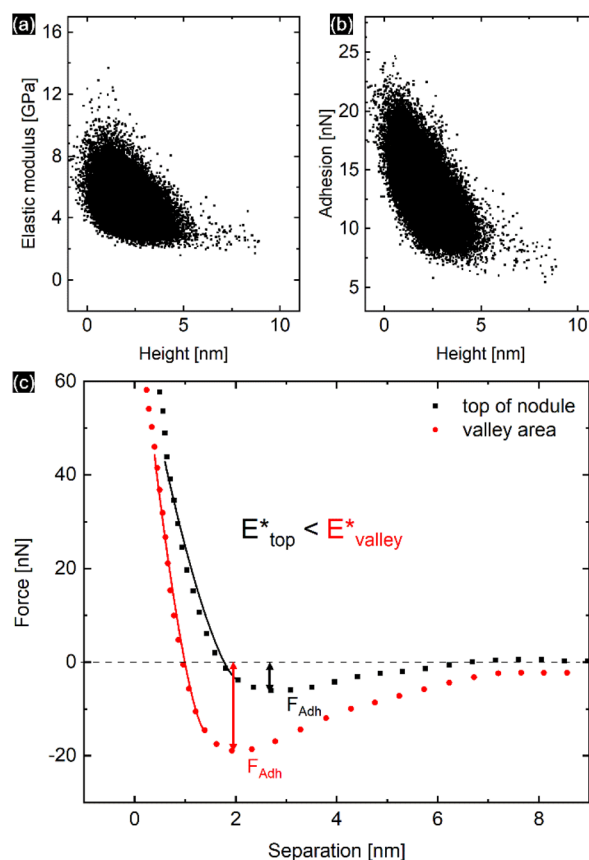 (a)
16
12
8
4
0
Elastic modulus [GPa]
0 5 10
Height [nm]
(b)
25
20
15
10
5
Adhesion [nN]
0 5 10
Height [nm]
(c)
60
40
20
0
-20
Force [nN]
top of nodule
valley area
E*top < E*valley
FAdh
FAdh
0 2 4 6 8
Separation [nm]